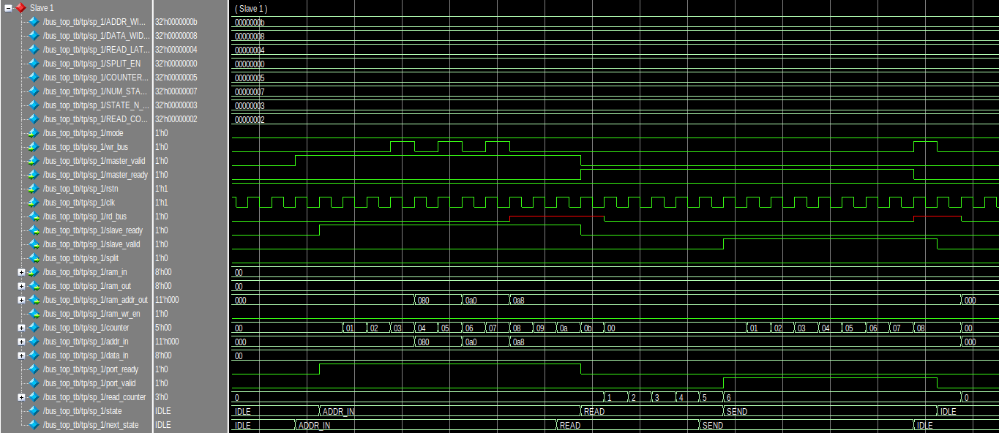 Slave 1 ( Slave 1 )
/bus_top_tb/tp/sp_1/ADDR_WI... 32'h0000000b 0000000b
/bus_top_tb/tp/sp_1/DATA_WID... 32'h00000008 00000008
/bus_top_tb/tp/sp_1/READ_LAT... 32'h00000004 00000004
/bus_top_tb/tp/sp_1/SPLIT_EN 32'h00000000 00000000
/bus_top_tb/tp/sp_1/COUNTER... 32'h00000005 00000005
/bus_top_tb/tp/sp_1/NUM_STA... 32'h00000007 00000007
/bus_top_tb/tp/sp_1/STATE_N_... 32'h00000003 00000003
/bus_top_tb/tp/sp_1/READ_CO... 32'h00000002 00000002
/bus_top_tb/tp/sp_1/mode 1'h0
/bus_top_tb/tp/sp_1/wr_bus 1'h0
/bus_top_tb/tp/sp_1/master_valid 1'h0
/bus_top_tb/tp/sp_1/master_ready 1'h0
/bus_top_tb/tp/sp_1/rstn 1'h1
/bus_top_tb/tp/sp_1/clk 1'h1
/bus_top_tb/tp/sp_1/rd_bus 1'h0
/bus_top_tb/tp/sp_1/slave_ready 1'h0
/bus_top_tb/tp/sp_1/slave_valid 1'h0
/bus_top_tb/tp/sp_1/split 1'h0
/bus_top_tb/tp/sp_1/ram_in 8'h00 00
/bus_top_tb/tp/sp_1/ram_out 8'h00 00
/bus_top_tb/tp/sp_1/ram_addr_out 11'h000 000 080 0a0 0a8 000
/bus_top_tb/tp/sp_1/ram_wr_en 1'h0
/bus_top_tb/tp/sp_1/counter 5'h00 00 01 02 03 04 05 06 07 08 09 0a 0b 00 01 02 03 04 05 06 07 08 00
/bus_top_tb/tp/sp_1/addr_in 11'h000 000 080 0a0 0a8 000
/bus_top_tb/tp/sp_1/data_in 8'h00 00
/bus_top_tb/tp/sp_1/port_ready 1'h0
/bus_top_tb/tp/sp_1/port_valid 1'h0
/bus_top_tb/tp/sp_1/read_counter 3'h0 0 1 2 3 4 5 6 0
/bus_top_tb/tp/sp_1/state IDLE IDLE ADDR_IN READ SEND IDLE
/bus_top_tb/tp/sp_1/next_state IDLE IDLE ADDR_IN READ SEND IDLE